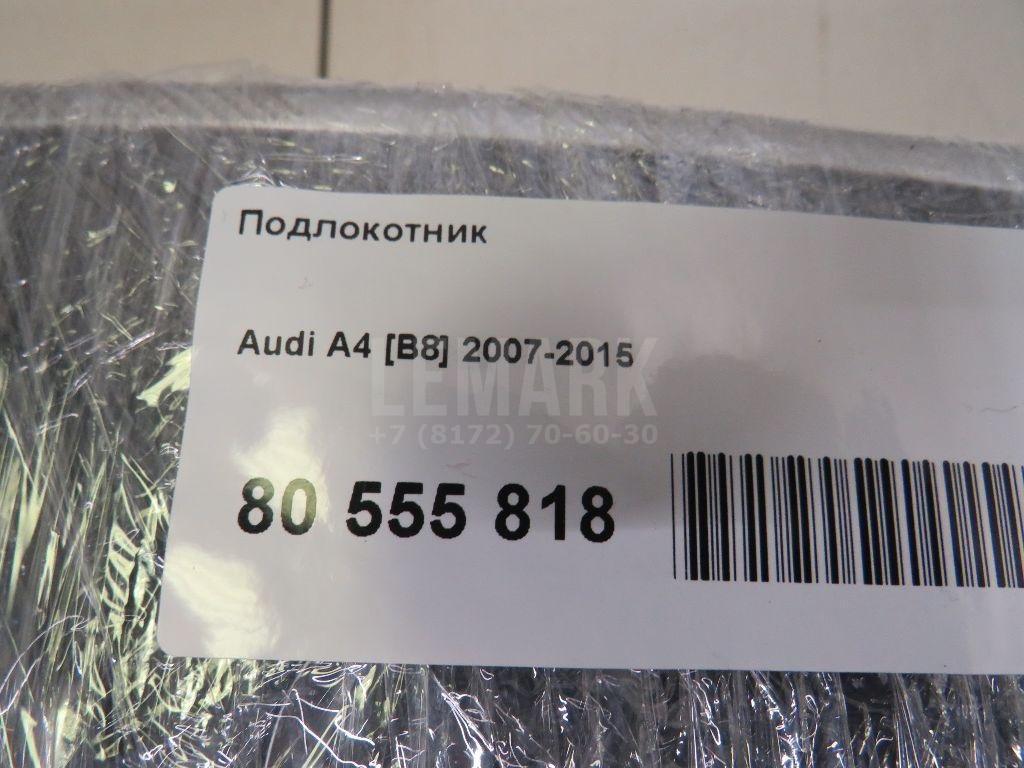 Подлокотник
Audi A4 [B8] 2007-2015
LEMARK
+7 (8172) 70-60-30
80 555 818